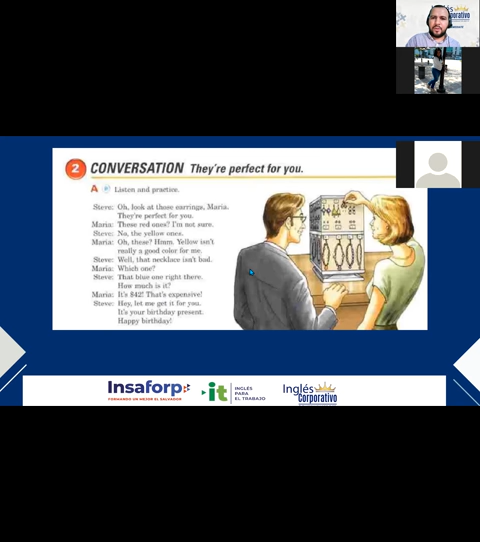 Inglés
Corporativo
2 CONVERSATION They're perfect for you.
A Listen and practice.
Steve: Oh, look at those earrings, Maria.
They're perfect for you.
Maria: These red ones? I'm not sure.
Steve: No, the yellow ones.
Maria: Oh, these? Hmm. Yellow isn't
really a good color for me.
Steve: Well, that necklace isn't bad.
Maria: Which one?
Steve: That blue one right there.
How much is it?
Maria: It's $42! That's expensive!
Steve: Hey, let me get it for you.
It's your birthday present.
Happy birthday!
Insaforp
FORMANDO UN MEJOR EL SALVADOR
it
INGLÉS
PARA
EL TRABAJO
Inglés
Corporativo